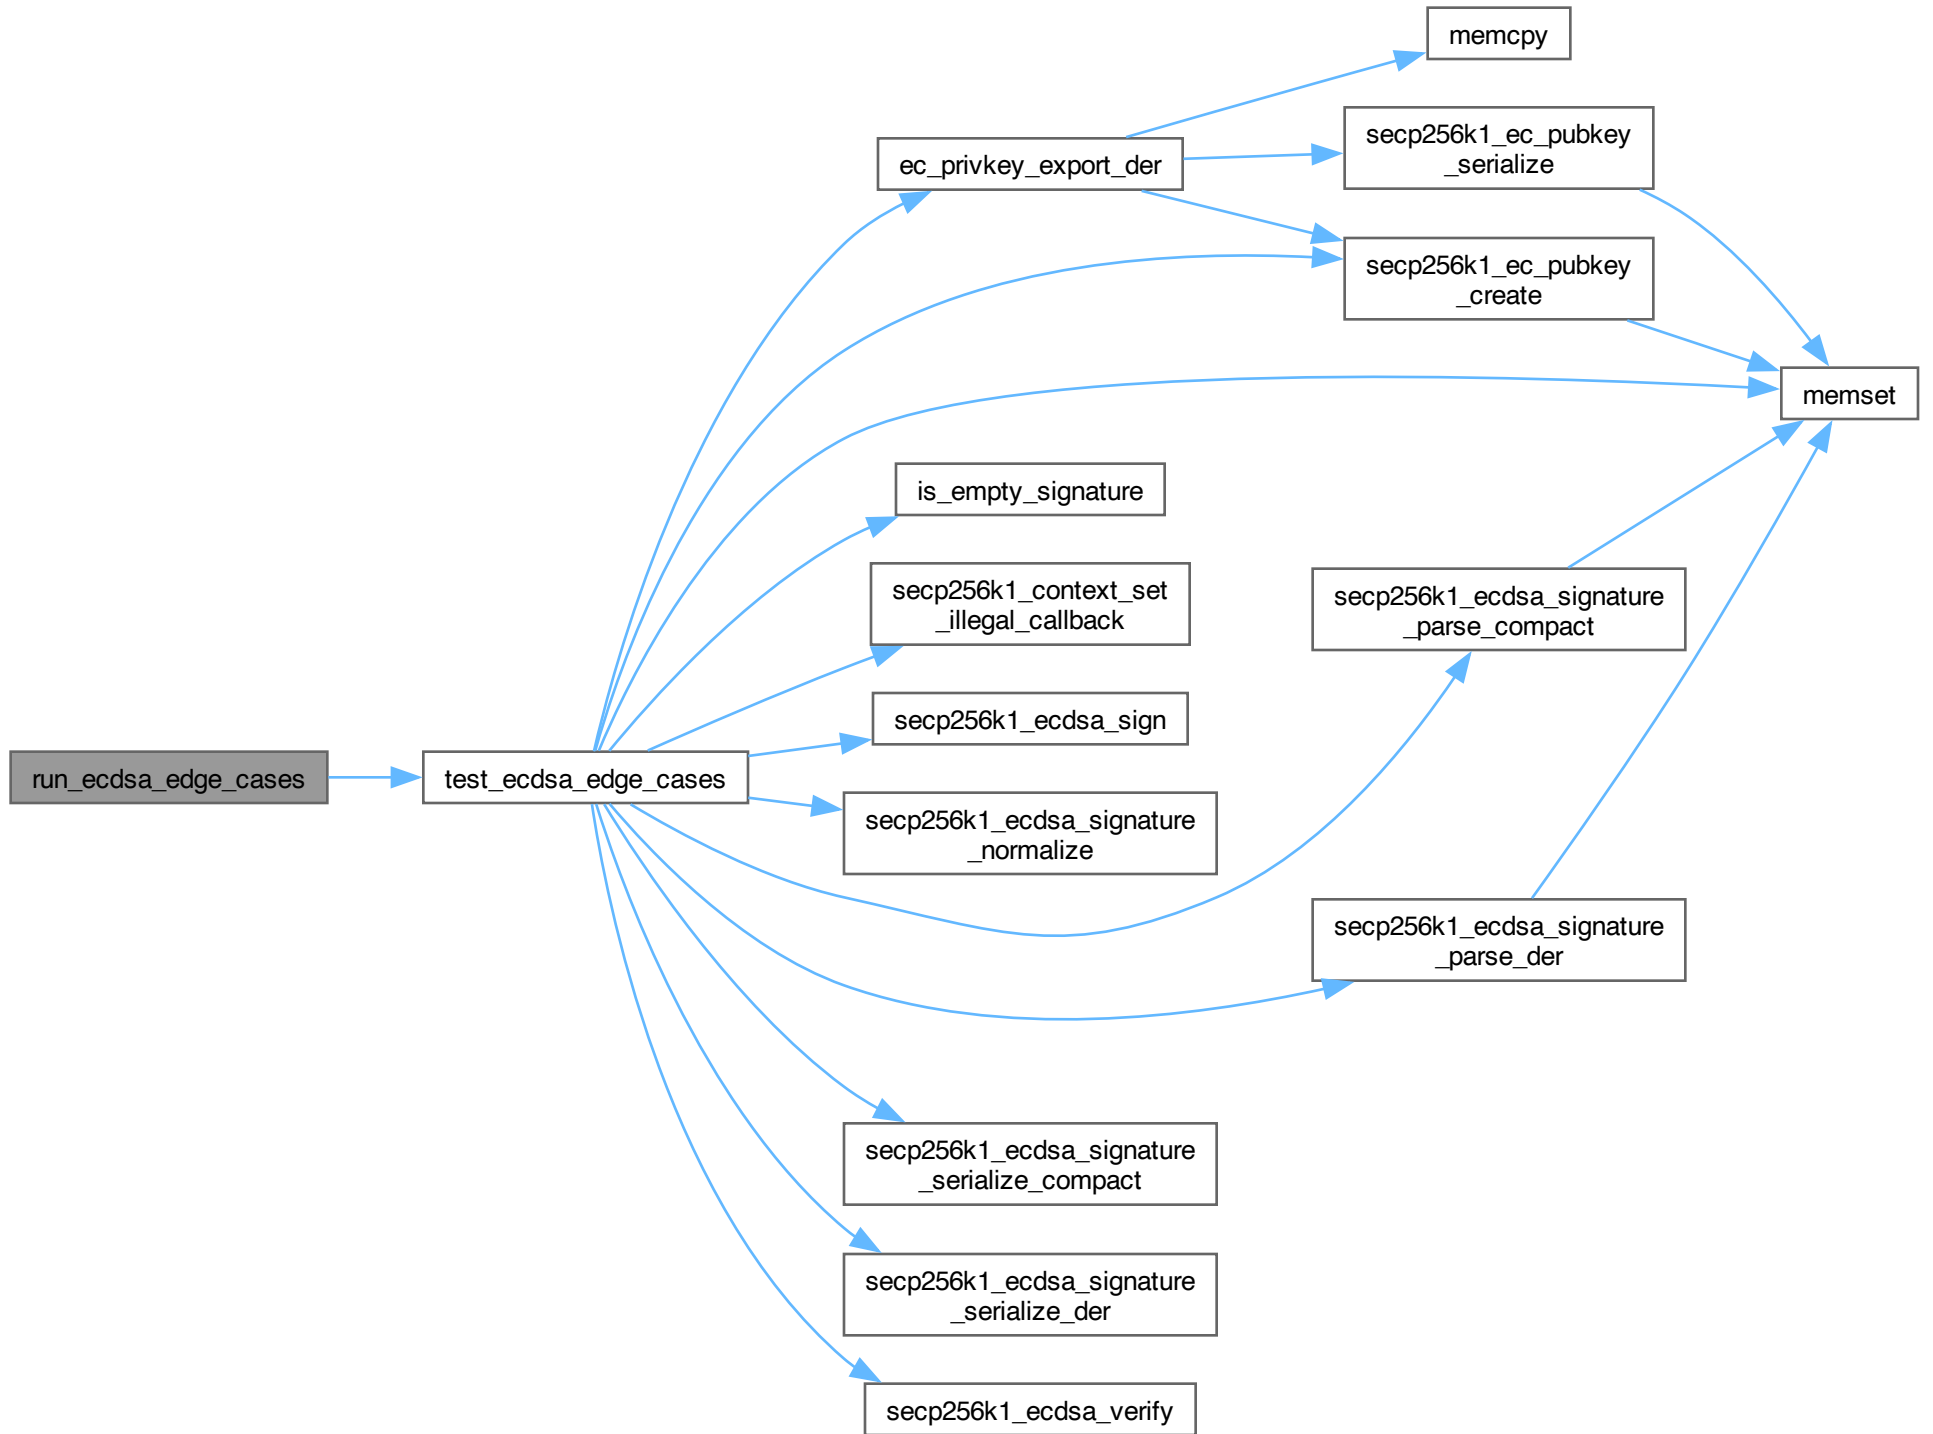 memcpy
secp256k1_ec_pubkey
_serialize
ec_privkey_export_der
secp256k1_ec_pubkey
_create
memset
is_empty_signature
secp256k1_context_set
_illegal_callback
secp256k1_ecdsa_signature
_parse_compact
secp256k1_ecdsa_sign
run_ecdsa_edge_cases
test_ecdsa_edge_cases
secp256k1_ecdsa_signature
_normalize
secp256k1_ecdsa_signature
_parse_der
secp256k1_ecdsa_signature
_serialize_compact
secp256k1_ecdsa_signature
_serialize_der
secp256k1_ecdsa_verify